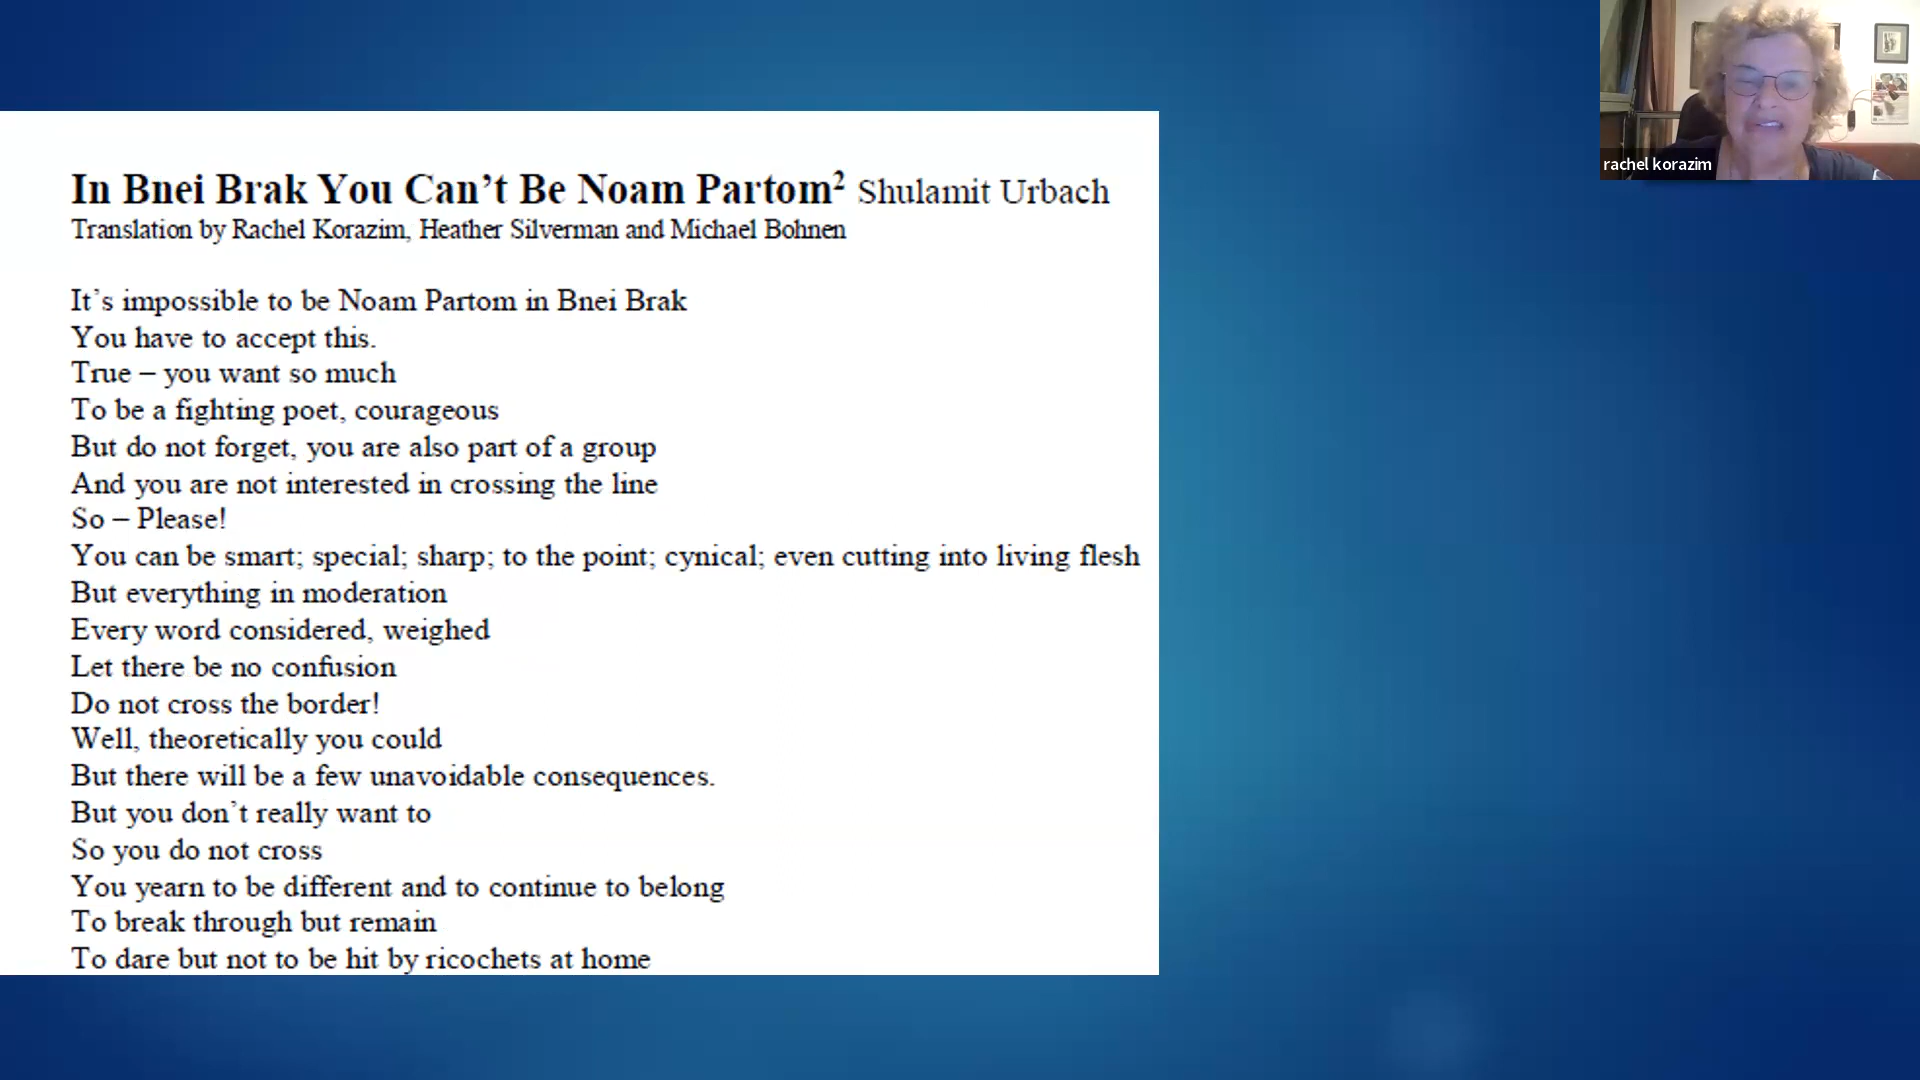 In Bnei Brak You Can’t Be Noam Partom² Shulamit Urbach
Translation by Rachel Korazim, Heather Silverman and Michael Bohnen
It’s impossible to be Noam Partom in Bnei Brak
You have to accept this.
True – you want so much
To be a fighting poet, courageous
But do not forget, you are also part of a group
And you are not interested in crossing the line
So – Please!
You can be smart; special; sharp; to the point; cynical; even cutting into living flesh
But everything in moderation
Every word considered, weighed
Let there be no confusion
Do not cross the border!
Well, theoretically you could
But there will be a few unavoidable consequences.
But you don’t really want to
So you do not cross
You yearn to be different and to continue to belong
To break through but remain
To dare but not to be hit by ricochets at home
rachel korazim